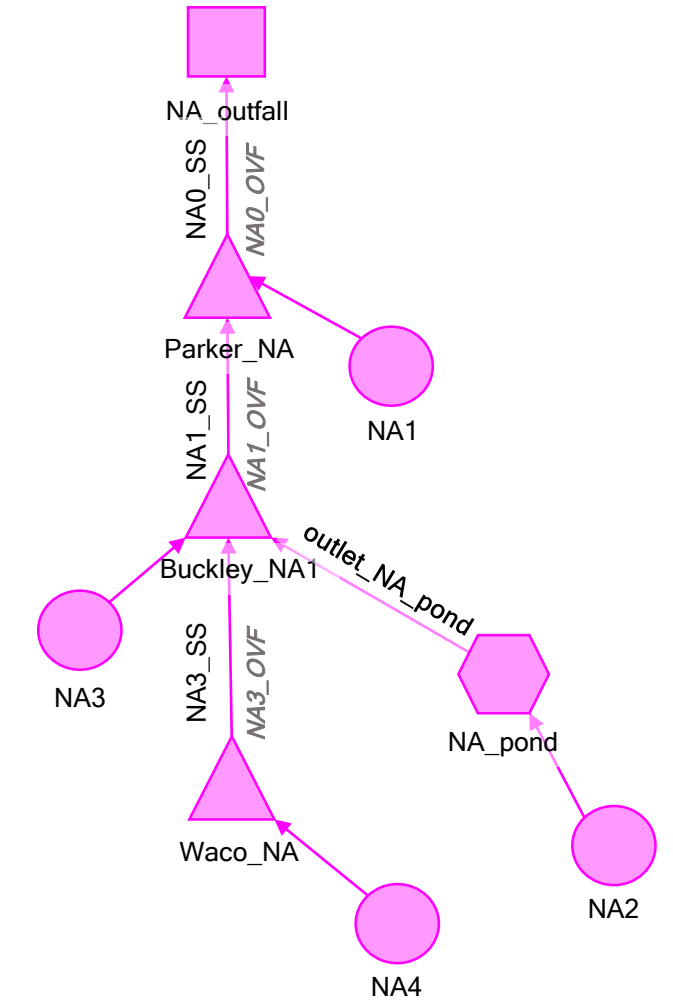 NA_outfall
NA0_SS
NA0_OVF
Parker_NA
NA1
NA1_SS
NA1_OVF
outlet_NA_pond
Buckley_NA1
NA3
NA3_SS
NA3_OVF
NA_pond
Waco_NA
NA2
NA4